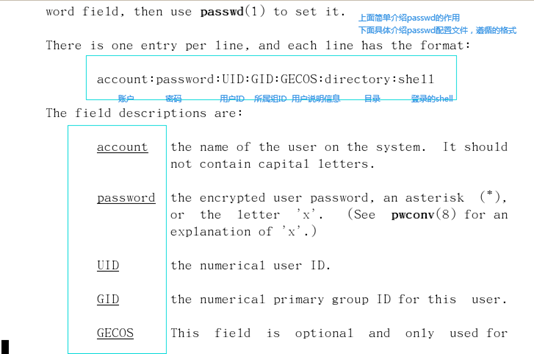 word field, then use passwd(1) to set it.
上面简单介绍passwd的作用
下面具体介绍passwd配置文件，遵循的格式
There is one entry per line, and each line has the format:
account:password:UID:GID:GECOS:directory:shell
账户 密码 用户ID 所属组ID 用户说明信息 目录 登录的shell
The field descriptions are:
account the name of the user on the system. It should
not contain capital letters.
password the encrypted user password, an asterisk (*),
or the letter 'x'. (See pwconv(8) for an
explanation of 'x'.)
UID the numerical user ID.
GID the numerical primary group ID for this user.
GECOS This field is optional and only used for